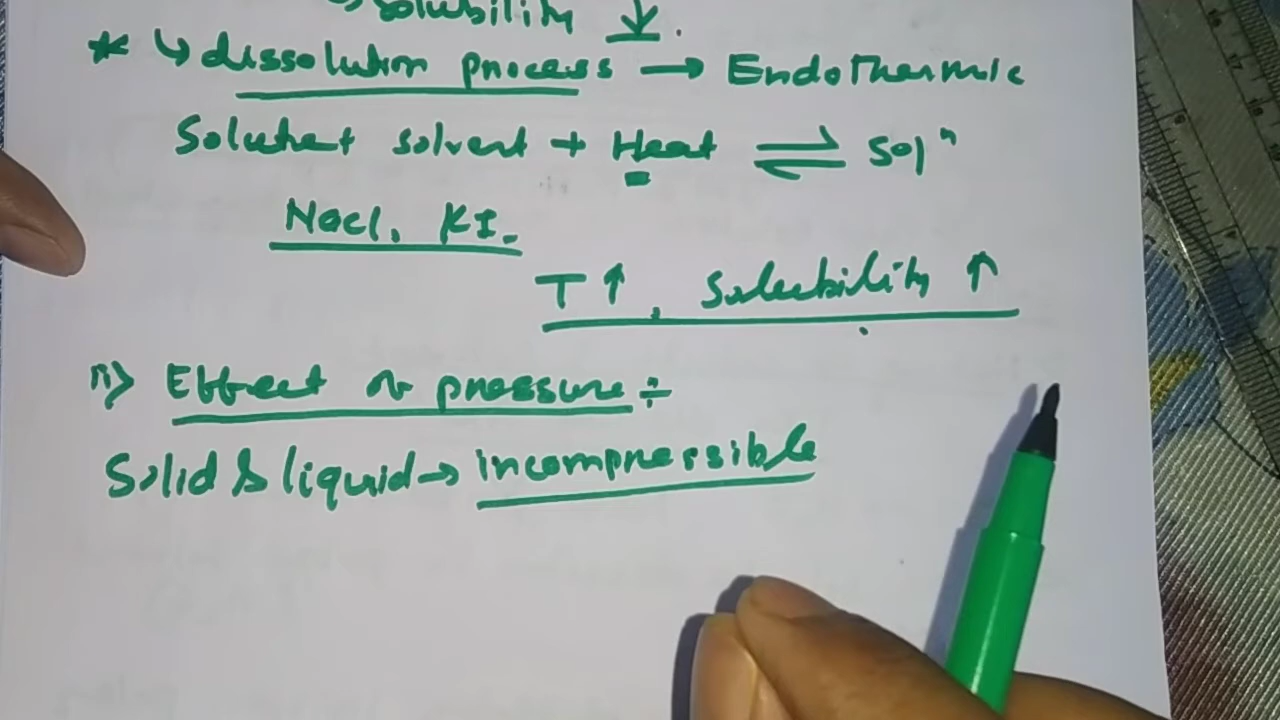 ↳ solubility ↓.
* ↳ dissolution process → Endothermic
Solute + solvent + Heat ⇌ solⁿ
Nacl, KI.
T↑, Solubility ↑
ii) Effect of pressure ÷
Solid & liquid → incompressible